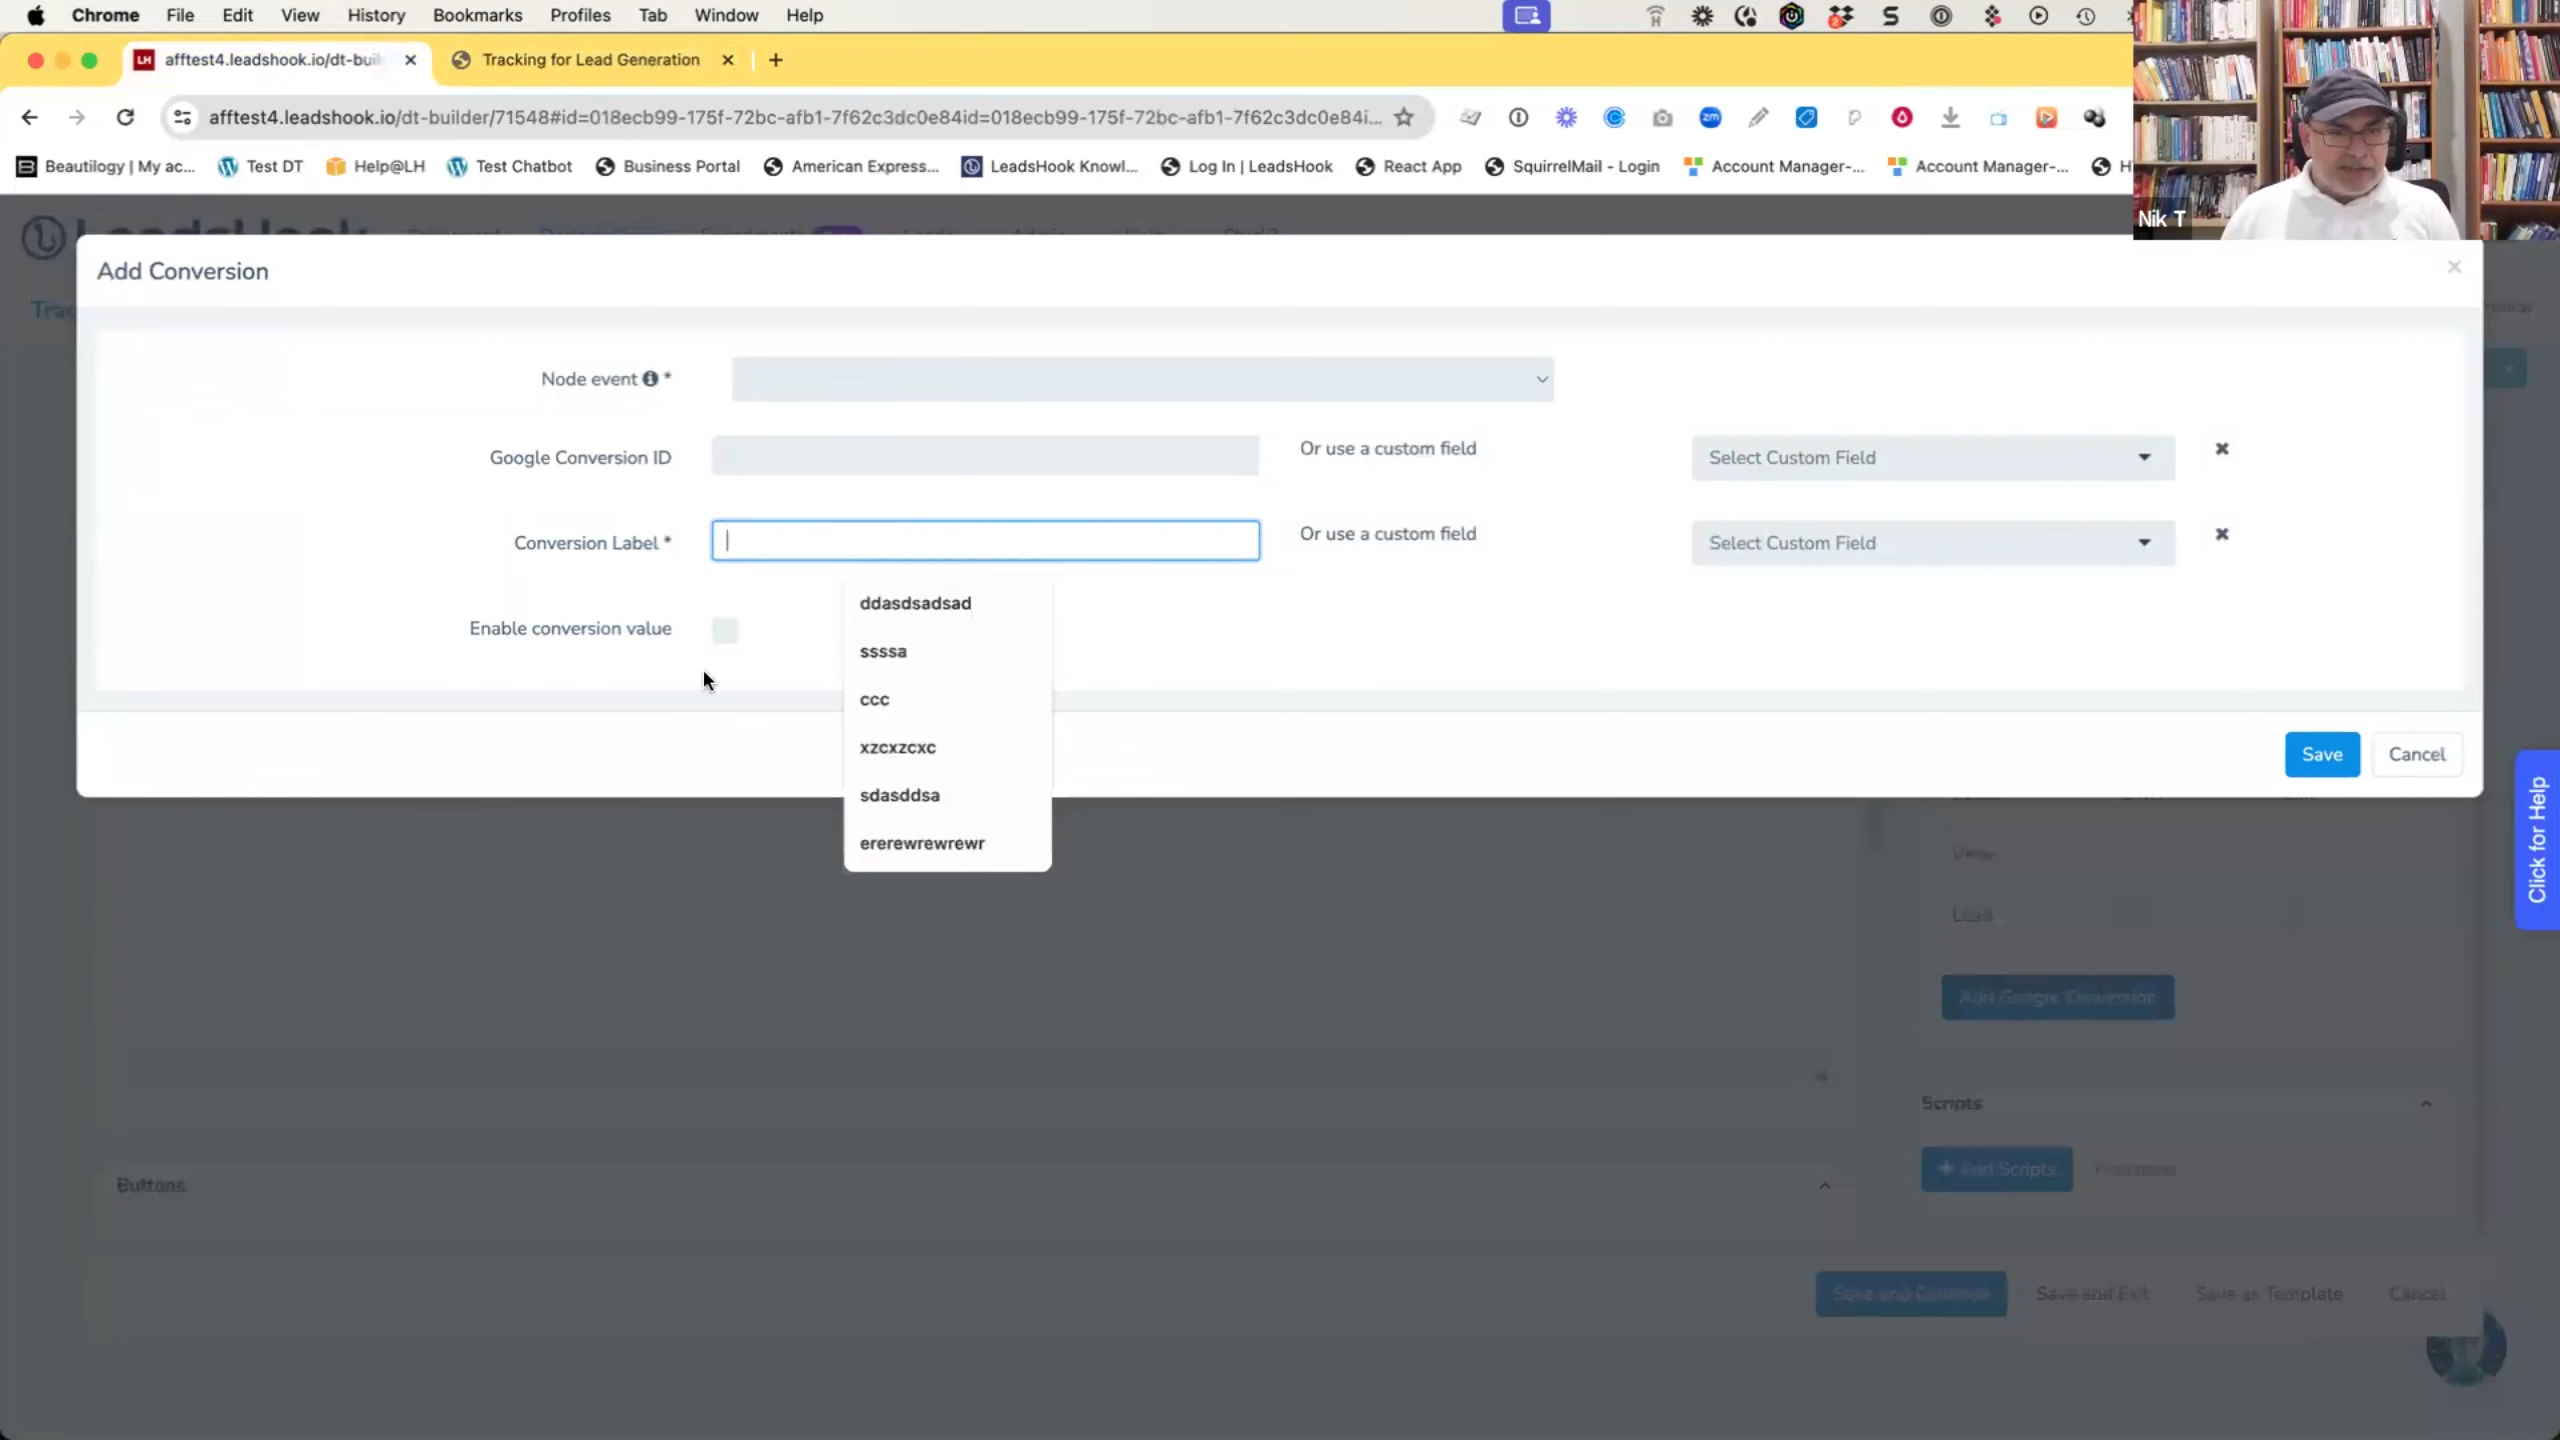 Chrome File Edit View History Bookmarks Profiles Tab Window Help
afftest4.leadshook.io/dt-buil
Tracking for Lead Generation
afftest4.leadshook.io/dt-builder/71548#id=018ecb99-175f-72bc-afb1-7f62c3dc0e84id=018ecb99-175f-72bc-afb1-7f62c3dc0e84i...
Beautilogy | My ac... Test DT Help@LH Test Chatbot Business Portal American Express... LeadsHook Knowl... Log In | LeadsHook React App SquirrelMail - Login Account Manager-... Account Manager-... H
Nik T
LeadsHook
Add Conversion
Trac
Node event *
Google Conversion ID Or use a custom field Select Custom Field
Conversion Label * Or use a custom field Select Custom Field
Enable conversion value
ddasdsadsad
ssssa
ccc
xzcxzcxc
sdasddsa
ererewrewrewr
Save Cancel
Click for Help
Lead
Add Google Conversion
Scripts
+ Add Scripts
Buttons
Save and Continue Save and Exit Save as Template Cancel